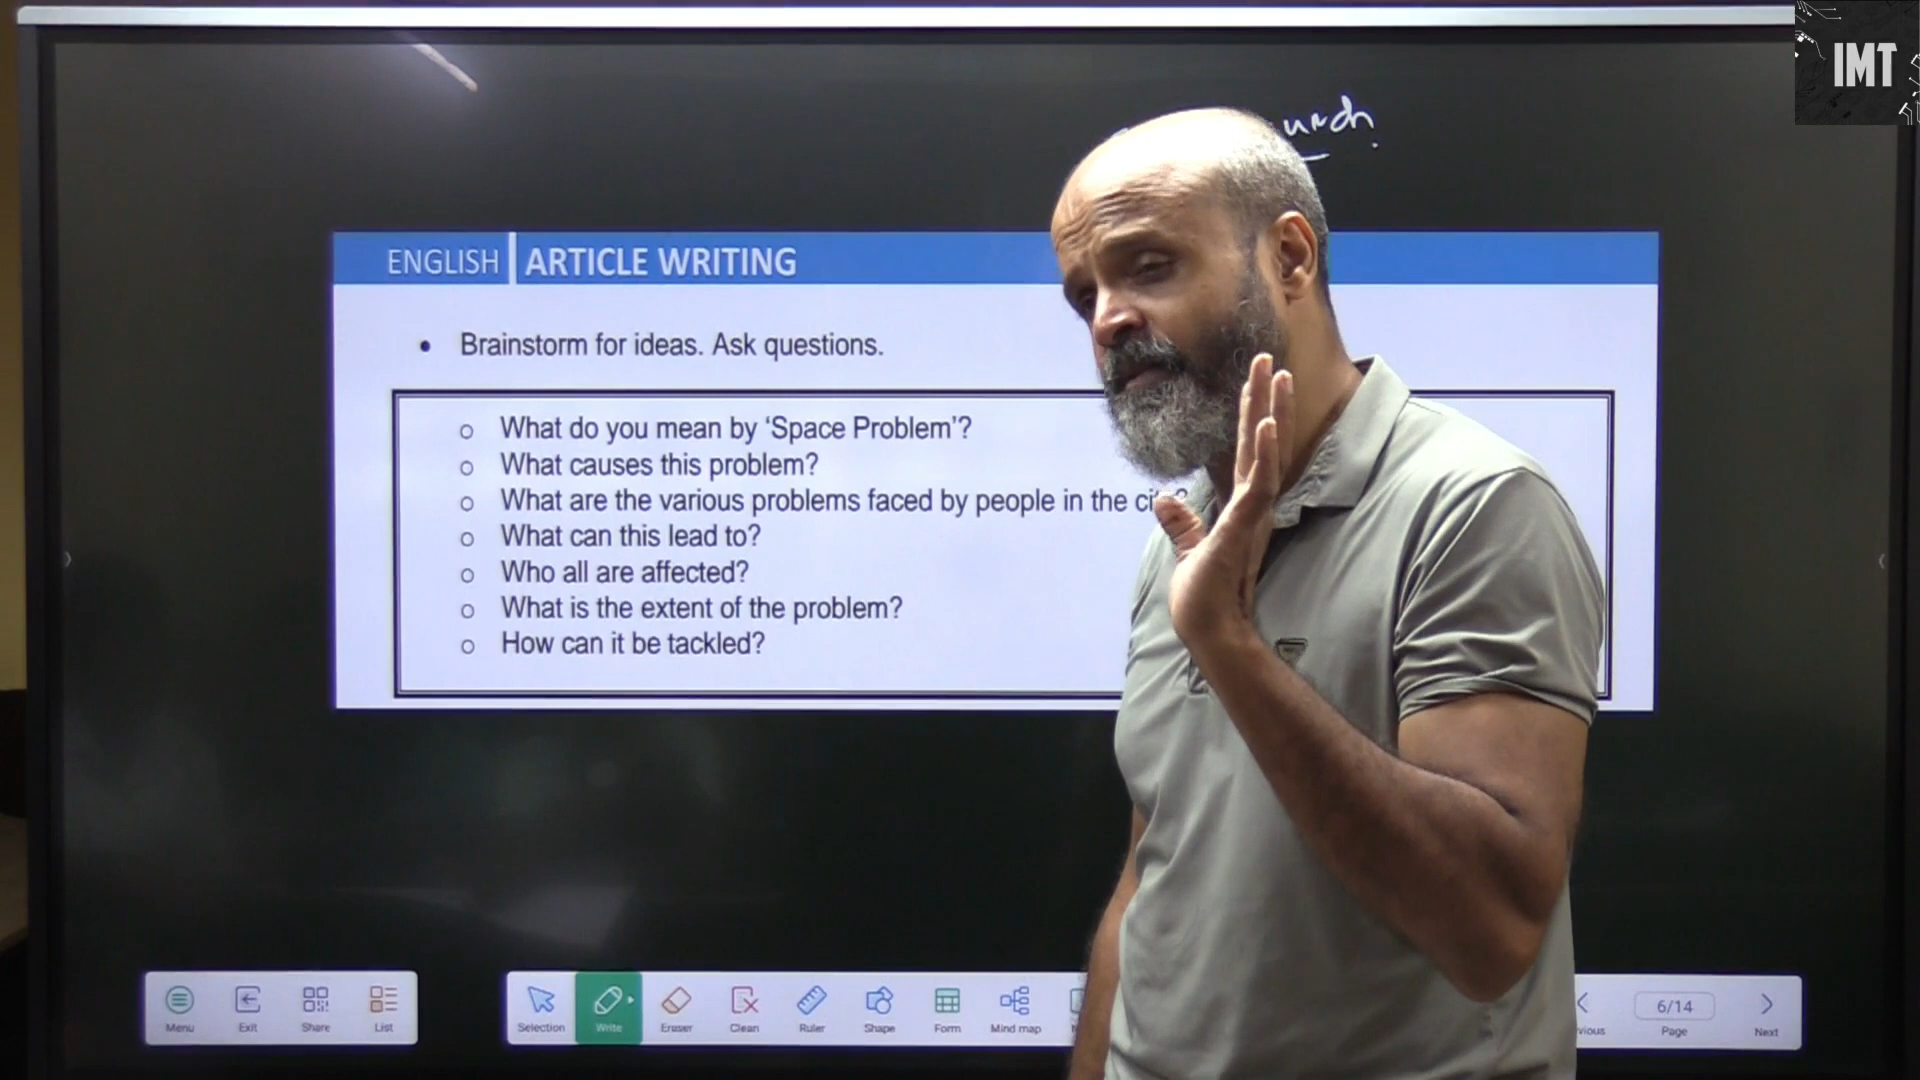 IMT
ENGLISH ARTICLE WRITING
• Brainstorm for ideas. Ask questions.
o What do you mean by ‘Space Problem’?
o What causes this problem?
o What are the various problems faced by people in the
o What can this lead to?
o Who all are affected?
o What is the extent of the problem?
o How can it be tackled?
Menu Exit Share List Selection Write Eraser Clean Ruler Shape Form Mind map 6/14 Page Next